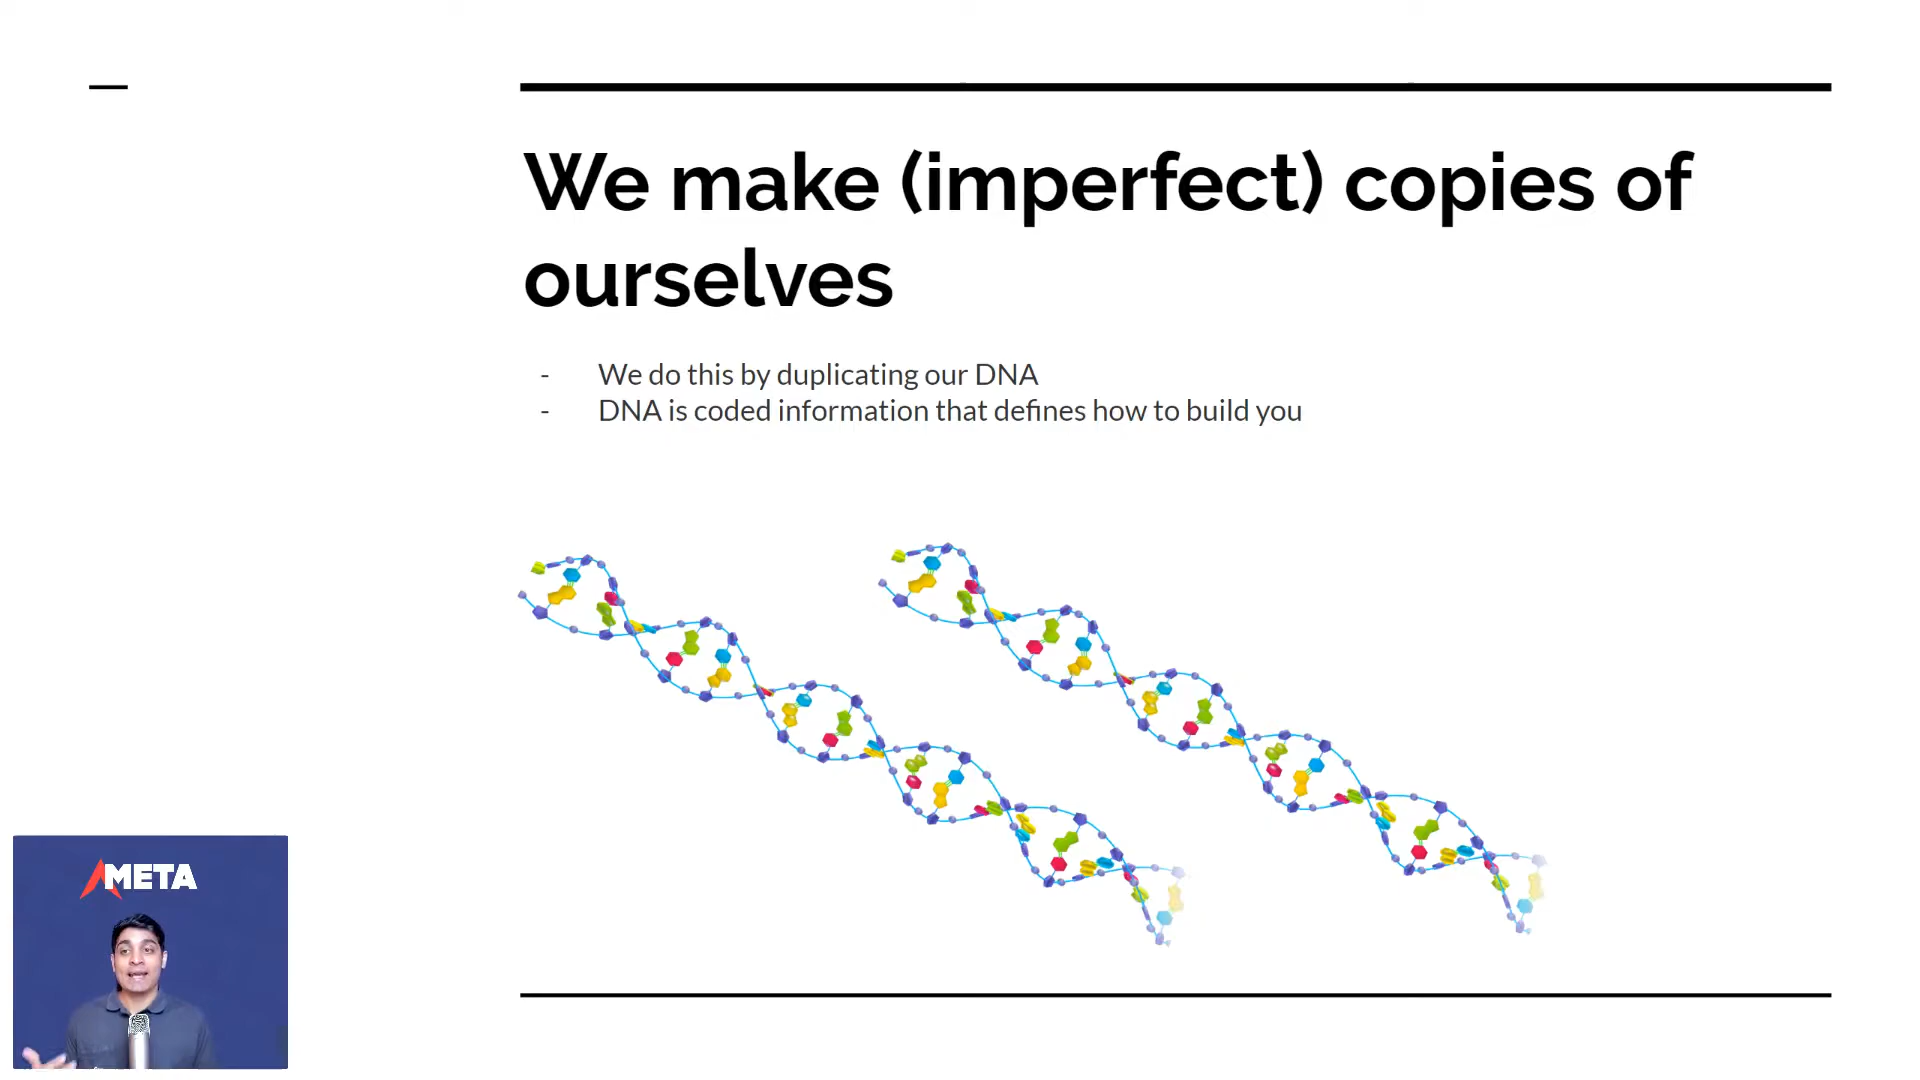 We make (imperfect) copies of
ourselves
- We do this by duplicating our DNA
- DNA is coded information that defines how to build you
META